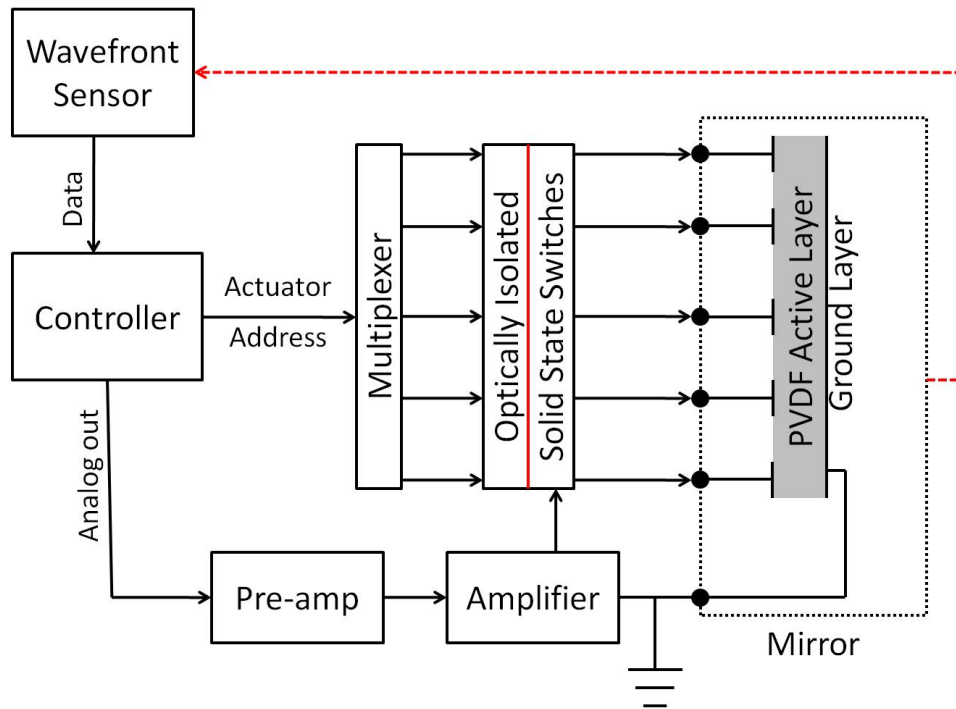 Wavefront
Sensor
Data
Controller
Actuator
Address
Multiplexer
Optically Isolated
Solid State Switches
PVDF Active Layer
Ground Layer
Analog out
Pre-amp
Amplifier
Mirror